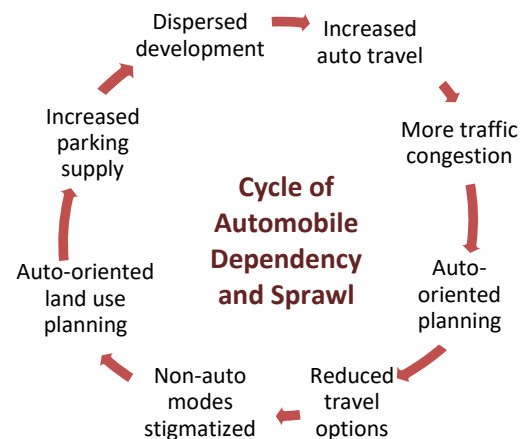 Dispersed
development
Increased
auto travel
More traffic
congestion
Auto-
oriented
planning
Reduced
travel
options
Non-auto
modes
stigmatized
Auto-oriented
land use
planning
Increased
parking
supply
Cycle of
Automobile
Dependency
and Sprawl